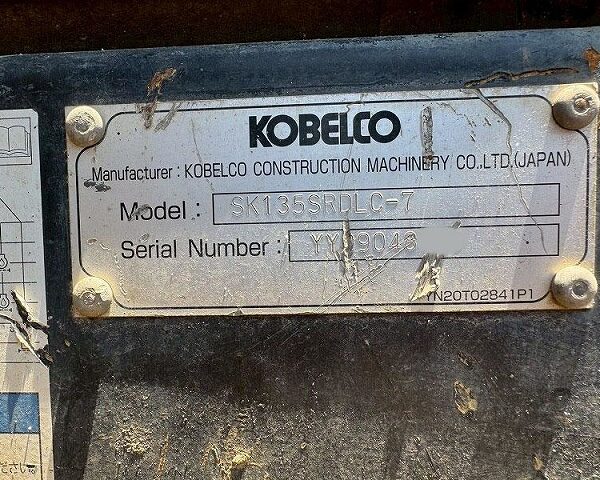 KOBELCO
Manufacturer : KOBELCO CONSTRUCTION MACHINERY CO.,LTD.(JAPAN)
Model : SK135SRDLC-7
Serial Number :
YN20T02841P1